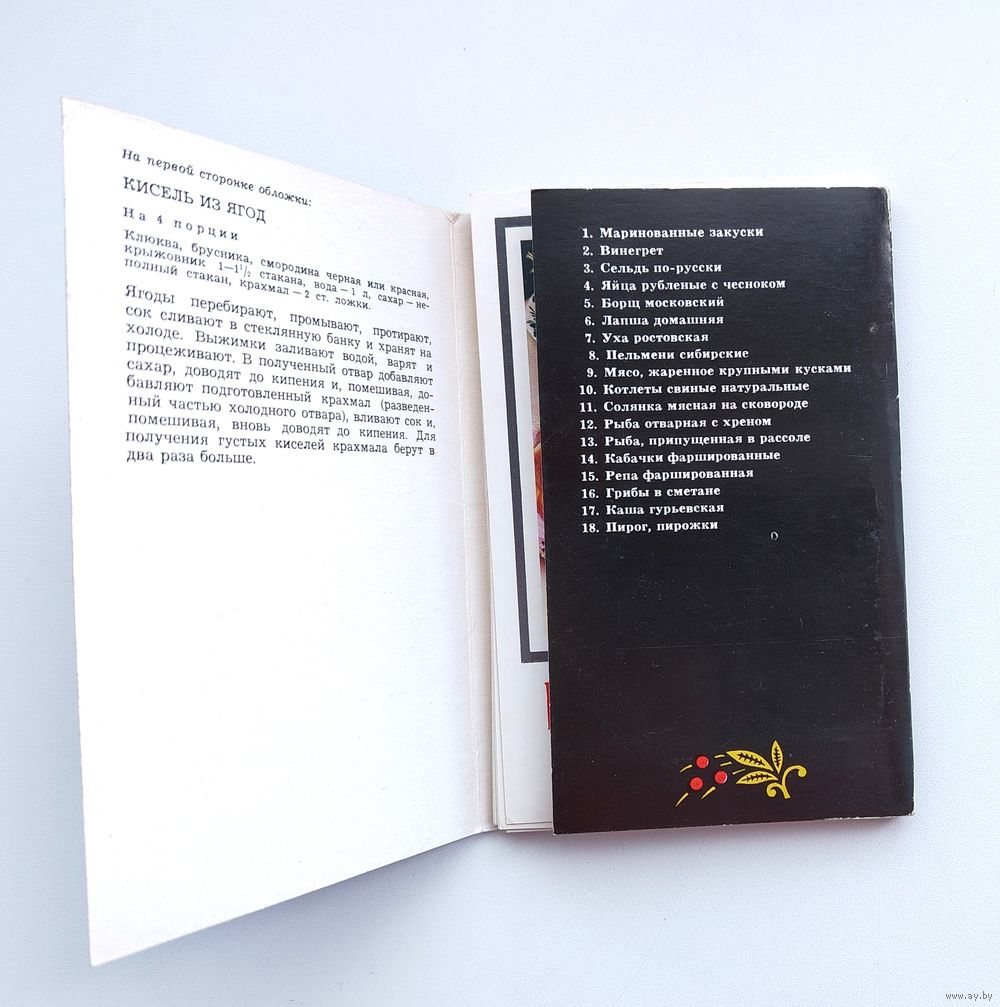 На первой сторонке обложки:
КИСЕЛЬ ИЗ ЯГОД
На 4 порции
Клюква, брусника, смородина черная или красная,
крыжовник 1—1¹/₂ стакана, вода — 1 л, сахар — не-
полный стакан, крахмал — 2 ст. ложки.
Ягоды перебирают, промывают, протирают,
сок сливают в стеклянную банку и хранят на
холоде. Выжимки заливают водой, варят и
процеживают. В полученный отвар добавляют
сахар, доводят до кипения и, помешивая, до-
бавляют подготовленный крахмал (разведен-
ный частью холодного отвара), вливают сок и,
помешивая, вновь доводят до кипения. Для
получения густых киселей крахмала берут в
два раза больше.
1. Маринованные закуски
2. Винегрет
3. Сельдь по-русски
4. Яйца рубленые с чесноком
5. Борщ московский
6. Лапша домашняя
7. Уха ростовская
8. Пельмени сибирские
9. Мясо, жаренное крупными кусками
10. Котлеты свиные натуральные
11. Солянка мясная на сковороде
12. Рыба отварная с хреном
13. Рыба, припущенная в рассоле
14. Кабачки фаршированные
15. Репа фаршированная
16. Грибы в сметане
17. Каша гурьевская
18. Пирог, пирожки
www.ay.by